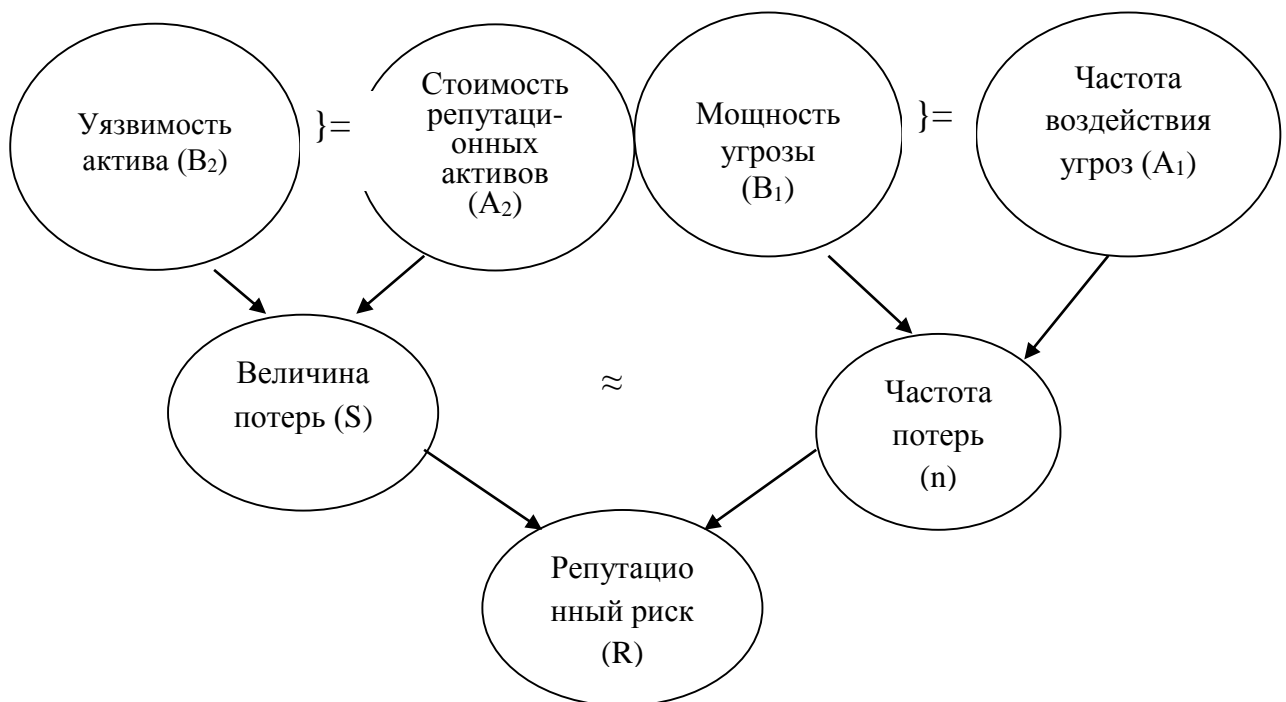 Уязвимость
актива (B₂)
}=
Стоимость
репутаци-
онных
активов
(A₂)
Мощность
угрозы
(B₁)
}=
Частота
воздействия
угроз (A₁)
Величина
потерь (S)
≈
Частота
потерь
(n)
Репутацио
нный риск
(R)